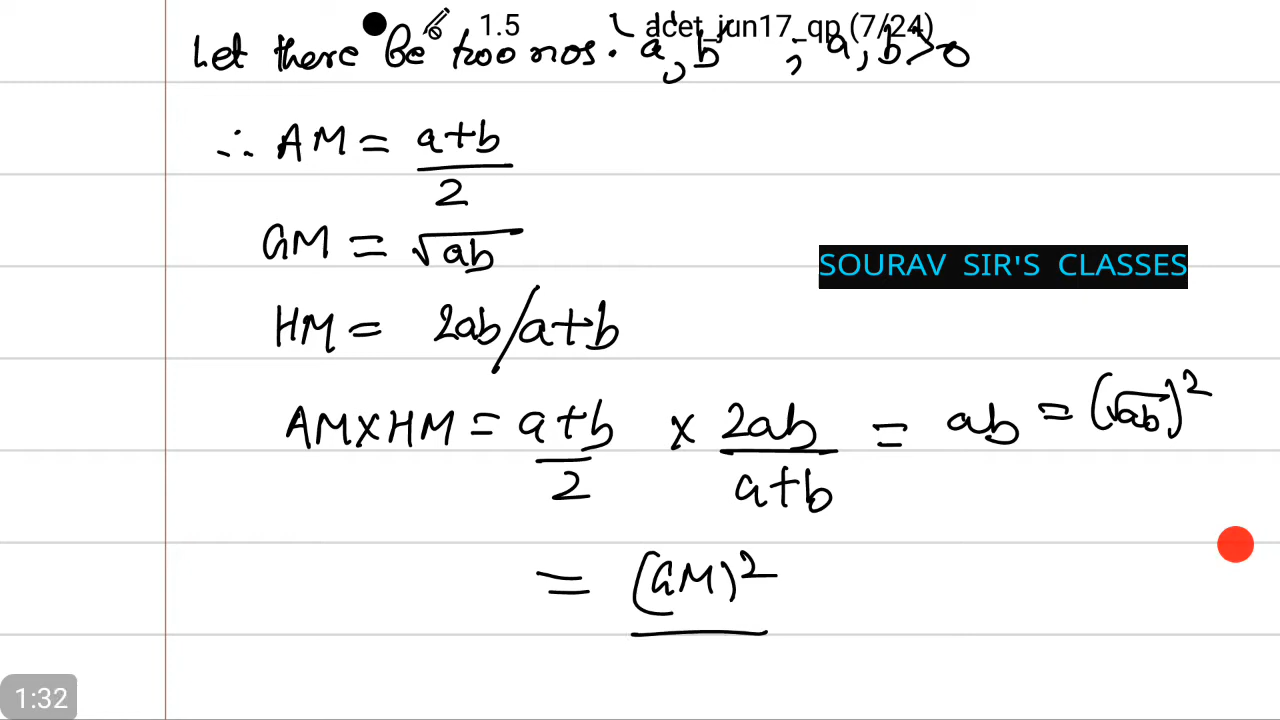 1.5 acet_jun17_qp (7/24)
Let there be two nos. a, b ; a, b > 0
∴ AM = a+b/2
GM = √ab
SOURAV SIR'S CLASSES
HM = 2ab/a+b
AM×HM = a+b/2 × 2ab/a+b = ab = (√ab)²
= (GM)²
1:32